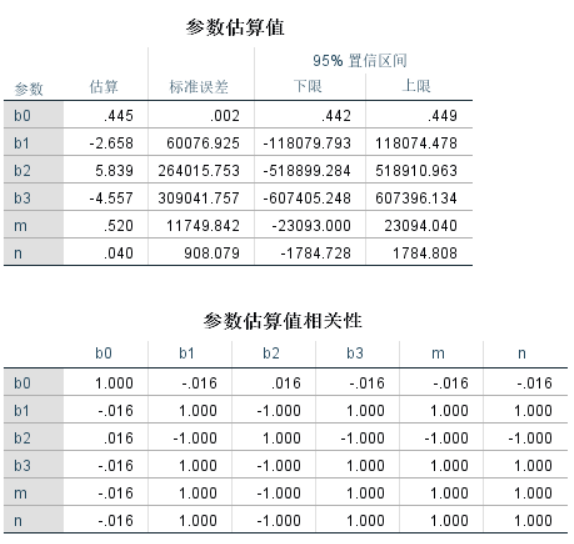 参数估算值
95% 置信区间
参数 估算 标准误差 下限 上限
b0 .445 .002 .442 .449
b1 -2.658 60076.925 -118079.793 118074.478
b2 5.839 264015.753 -518899.284 518910.963
b3 -4.557 309041.757 -607405.248 607396.134
m .520 11749.842 -23093.000 23094.040
n .040 908.079 -1784.728 1784.808
参数估算值相关性
b0 b1 b2 b3 m n
b0 1.000 -.016 .016 -.016 -.016 -.016
b1 -.016 1.000 -1.000 1.000 1.000 1.000
b2 .016 -1.000 1.000 -1.000 -1.000 -1.000
b3 -.016 1.000 -1.000 1.000 1.000 1.000
m -.016 1.000 -1.000 1.000 1.000 1.000
n -.016 1.000 -1.000 1.000 1.000 1.000